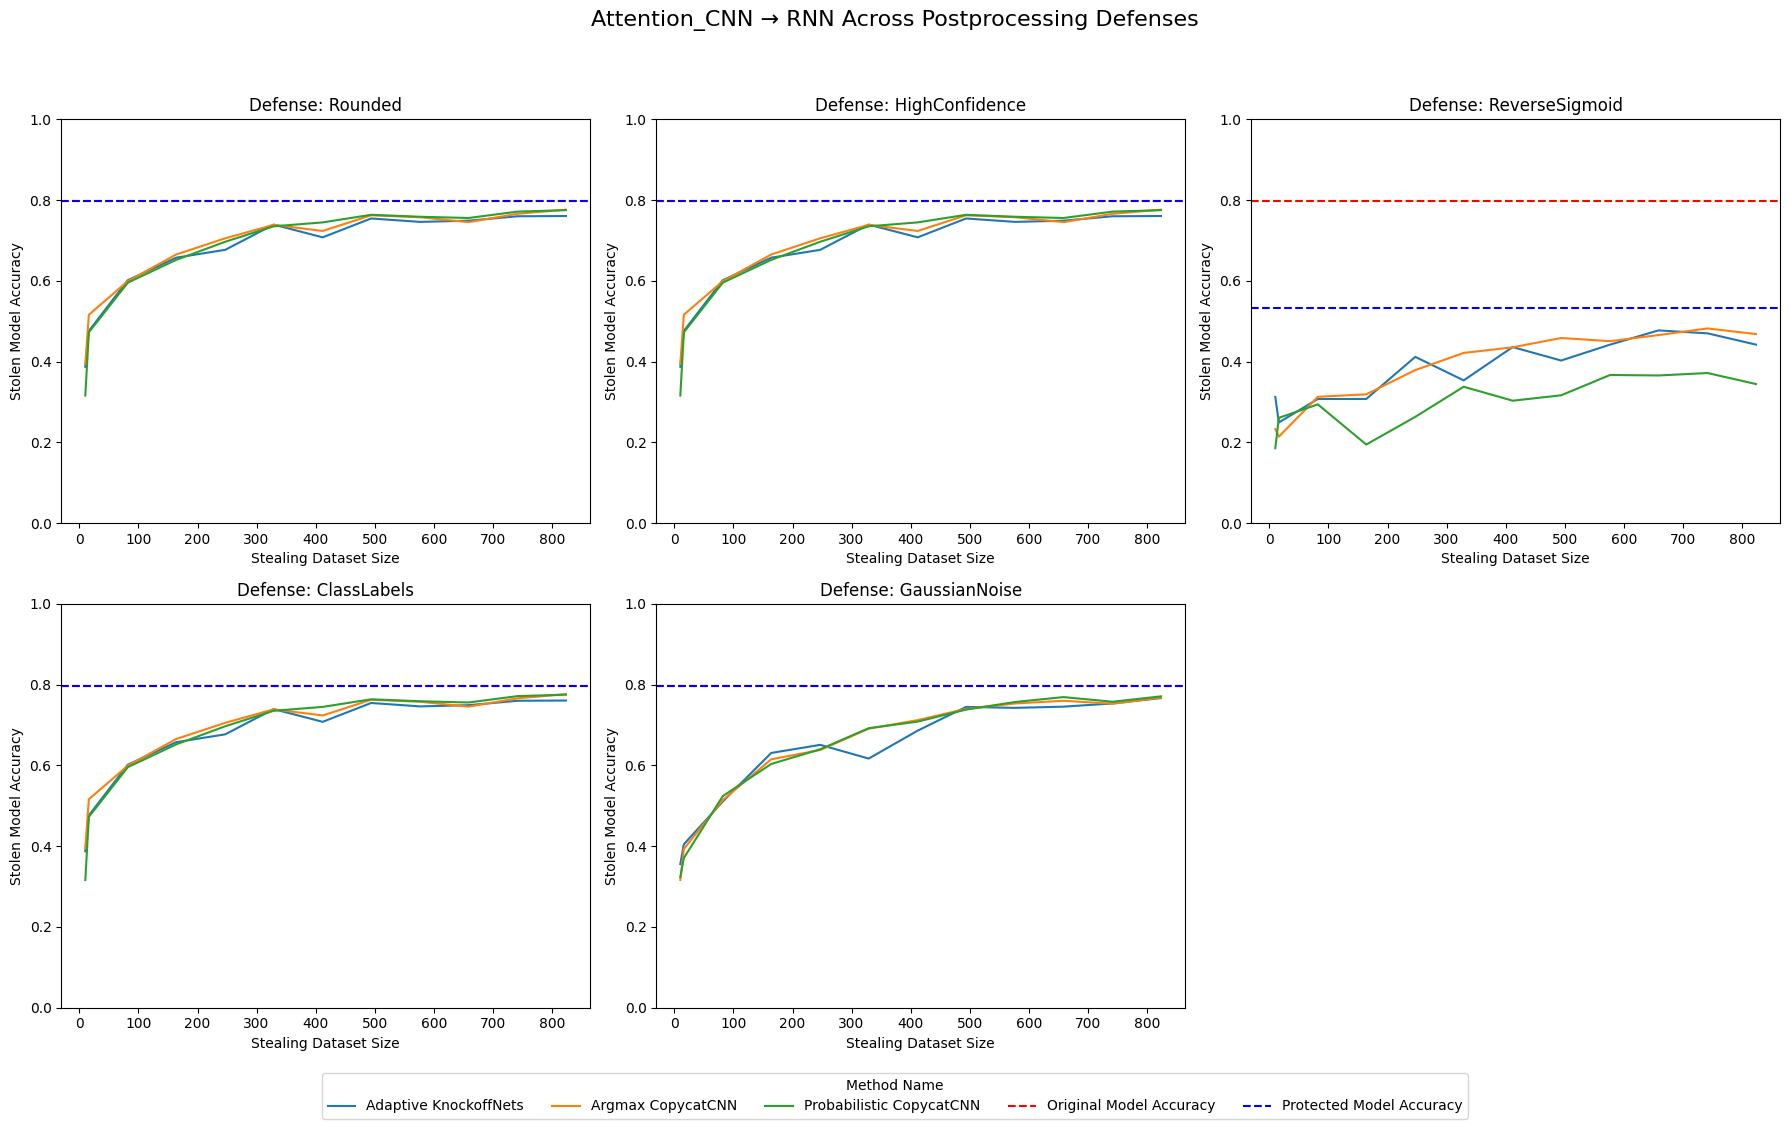 Attention_CNN → RNN Across Postprocessing Defenses
Defense: Rounded
Stolen Model Accuracy
1.0
0.8
0.6
0.4
0.2
0.0
0 100 200 300 400 500 600 700 800
Stealing Dataset Size
Defense: HighConfidence
Stolen Model Accuracy
1.0
0.8
0.6
0.4
0.2
0.0
0 100 200 300 400 500 600 700 800
Stealing Dataset Size
Defense: ReverseSigmoid
Stolen Model Accuracy
1.0
0.8
0.6
0.4
0.2
0.0
0 100 200 300 400 500 600 700 800
Stealing Dataset Size
Defense: ClassLabels
Stolen Model Accuracy
1.0
0.8
0.6
0.4
0.2
0.0
0 100 200 300 400 500 600 700 800
Stealing Dataset Size
Defense: GaussianNoise
Stolen Model Accuracy
1.0
0.8
0.6
0.4
0.2
0.0
0 100 200 300 400 500 600 700 800
Stealing Dataset Size
Method Name
Adaptive KnockoffNets Argmax CopycatCNN Probabilistic CopycatCNN Original Model Accuracy Protected Model Accuracy